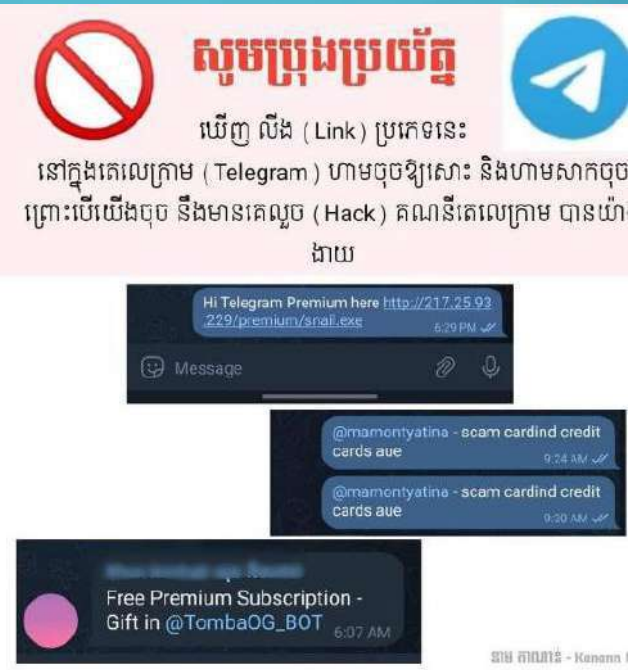 សូមប្រុងប្រយ័ត្ន
ឃើញ លីង (Link) ប្រភេទនេះ
នៅក្នុងតេលេក្រាម (Telegram) ហាមចុចឱ្យសោះ និងហាមសាកចុច
ព្រោះបើយើងចុច នឹងមានគេលួច (Hack) គណនីតេលេក្រាម បាន
ងាយ
Hi Telegram Premium here http://217.25.93
.229/premium/snail.exe
6:29 PM
Message
@mamontyatina - scam cardind credit
cards aue
9:24 AM
@mamontyatina - scam cardind credit
cards aue
9:30 AM
Free Premium Subscription -
Gift in @TombaOG_BOT
6:07 AM